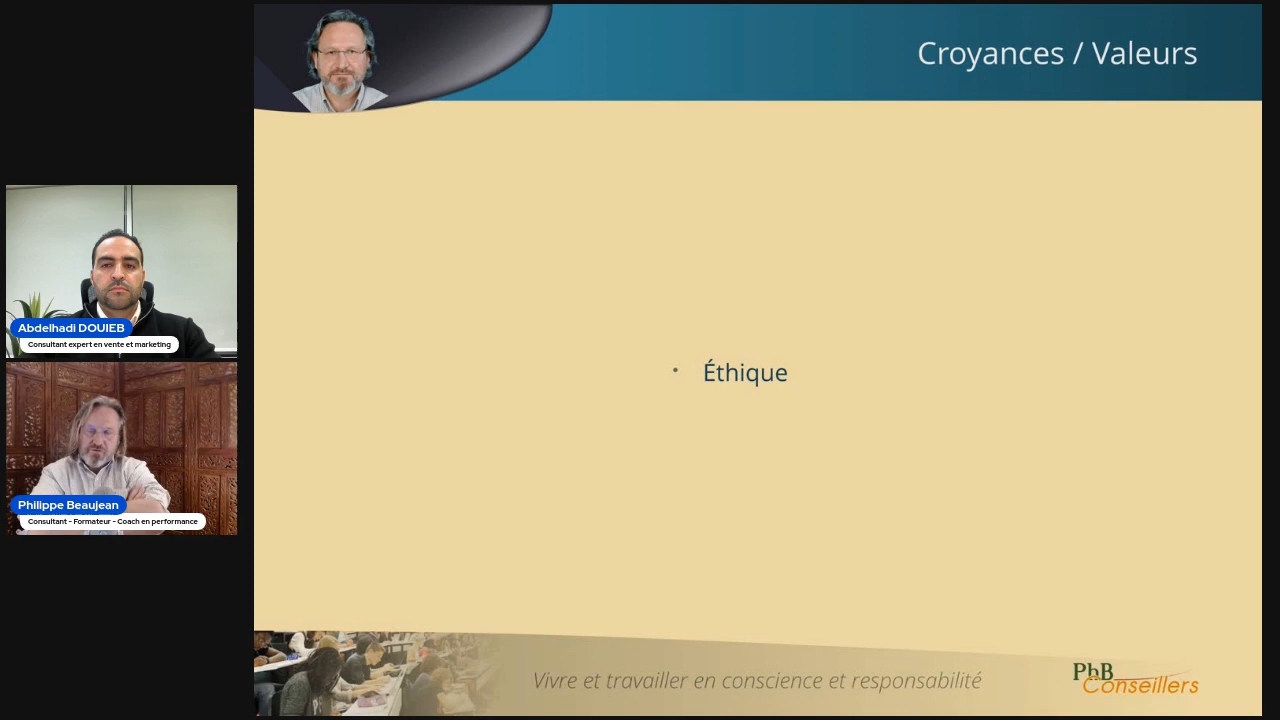 Croyances / Valeurs
Abdelhadi DOUIEB
Consultant expert en vente et marketing
• Éthique
Philippe Beaujean
Consultant - Formateur - Coach en performance
Vivre et travailler en conscience et responsabilité
PhB
Conseillers